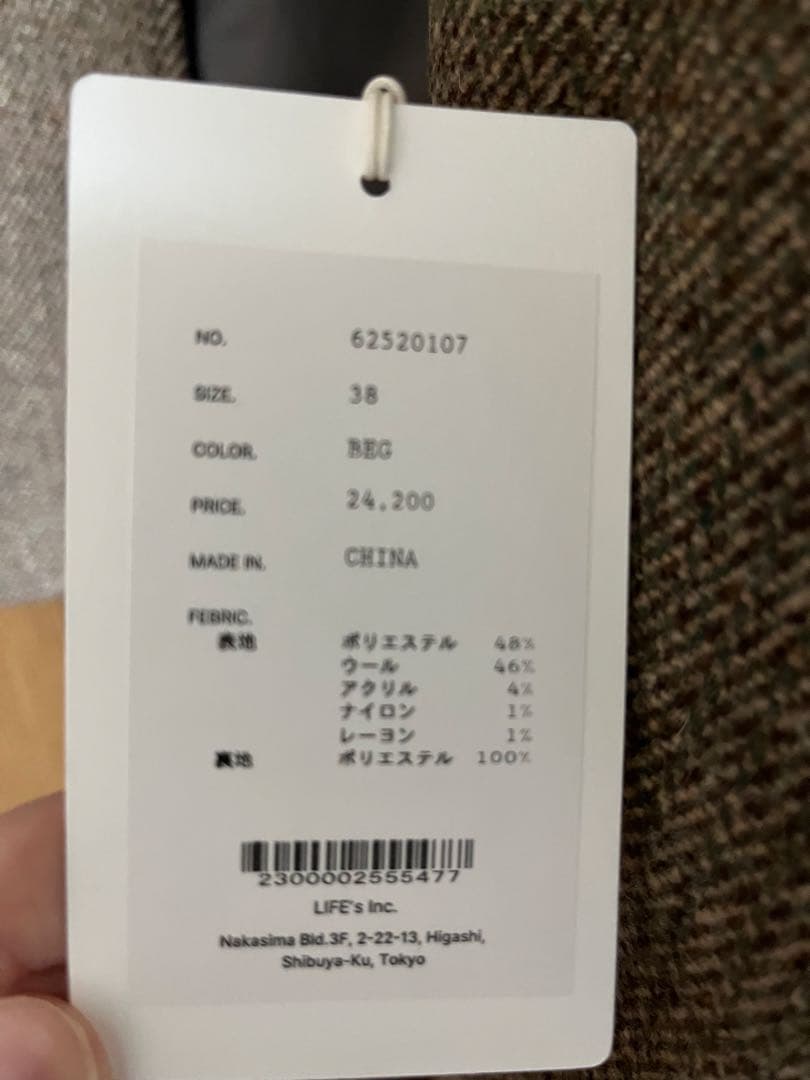 NO. 62520107
SIZE. 38
COLOR. BEG
PRICE. 24.200
MADE IN. CHINA
FEBRIC.
表地 ポリエステル 48%
ウール 46%
アクリル 4%
ナイロン 1%
レーヨン 1%
裏地 ポリエステル 100%
2300002555477
LIFE's Inc.
Nakasima Bld.3F, 2-22-13, Higashi,
Shibuya-Ku, Tokyo